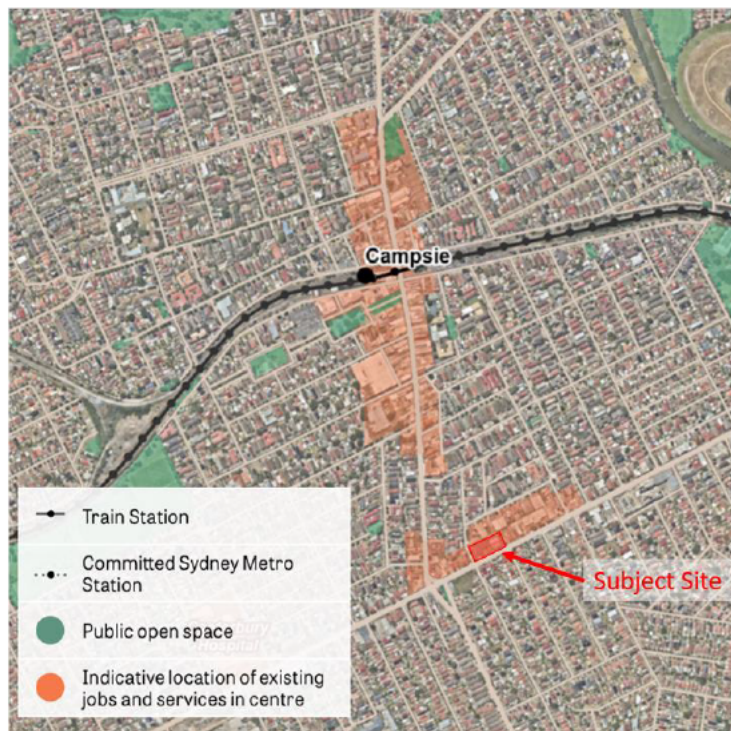 Campsie
Train Station
Committed Sydney Metro
Station
Public open space
Indicative location of existing
jobs and services in centre
Subject Site